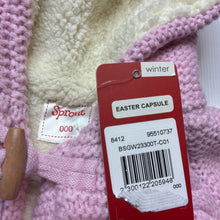 Sprout
000
winter
EASTER CAPSULE
8412 95510737
BSGW23300T-C01
2 300122 205948
000